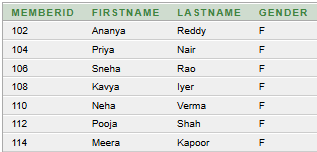 MEMBERID FIRSTNAME LASTNAME GENDER
102 Ananya Reddy F
104 Priya Nair F
106 Sneha Rao F
108 Kavya Iyer F
110 Neha Verma F
112 Pooja Shah F
114 Meera Kapoor F